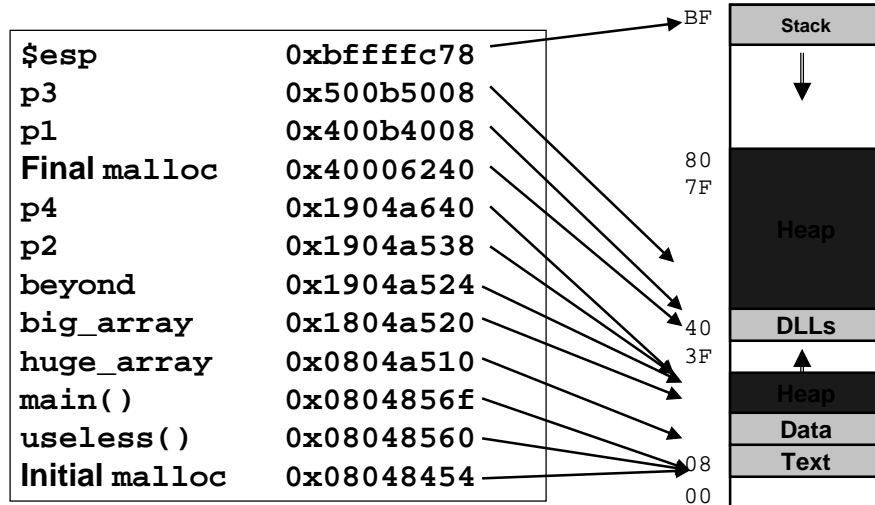 $esp 0xbffffc78
p3 0x500b5008
p1 0x400b4008
Final malloc 0x40006240
p4 0x1904a640
p2 0x1904a538
beyond 0x1904a524
big_array 0x1804a520
huge_array 0x0804a510
main() 0x0804856f
useless() 0x08048560
Initial malloc 0x08048454
BF
Stack
80
7F
Heap
40
DLLs
3F
Heap
Data
08
Text
00